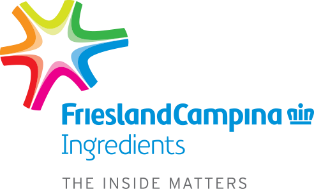 FrieslandCampina
Ingredients
THE INSIDE MATTERS